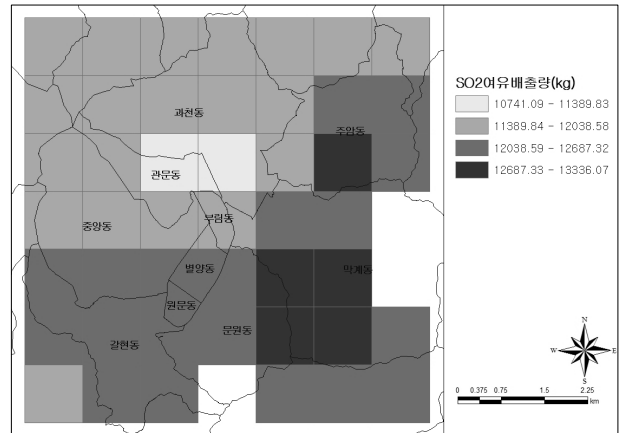 과천동
주암동
관문동
부림동
중앙동
별양동
막계동
원문동
문원동
갈현동
SO2여유배출량(kg)
10741.09 - 11389.83
11389.84 - 12038.58
12038.59 - 12687.32
12687.33 - 13336.07
N
W E
S
0 0.375 0.75 1.5 2.25
km